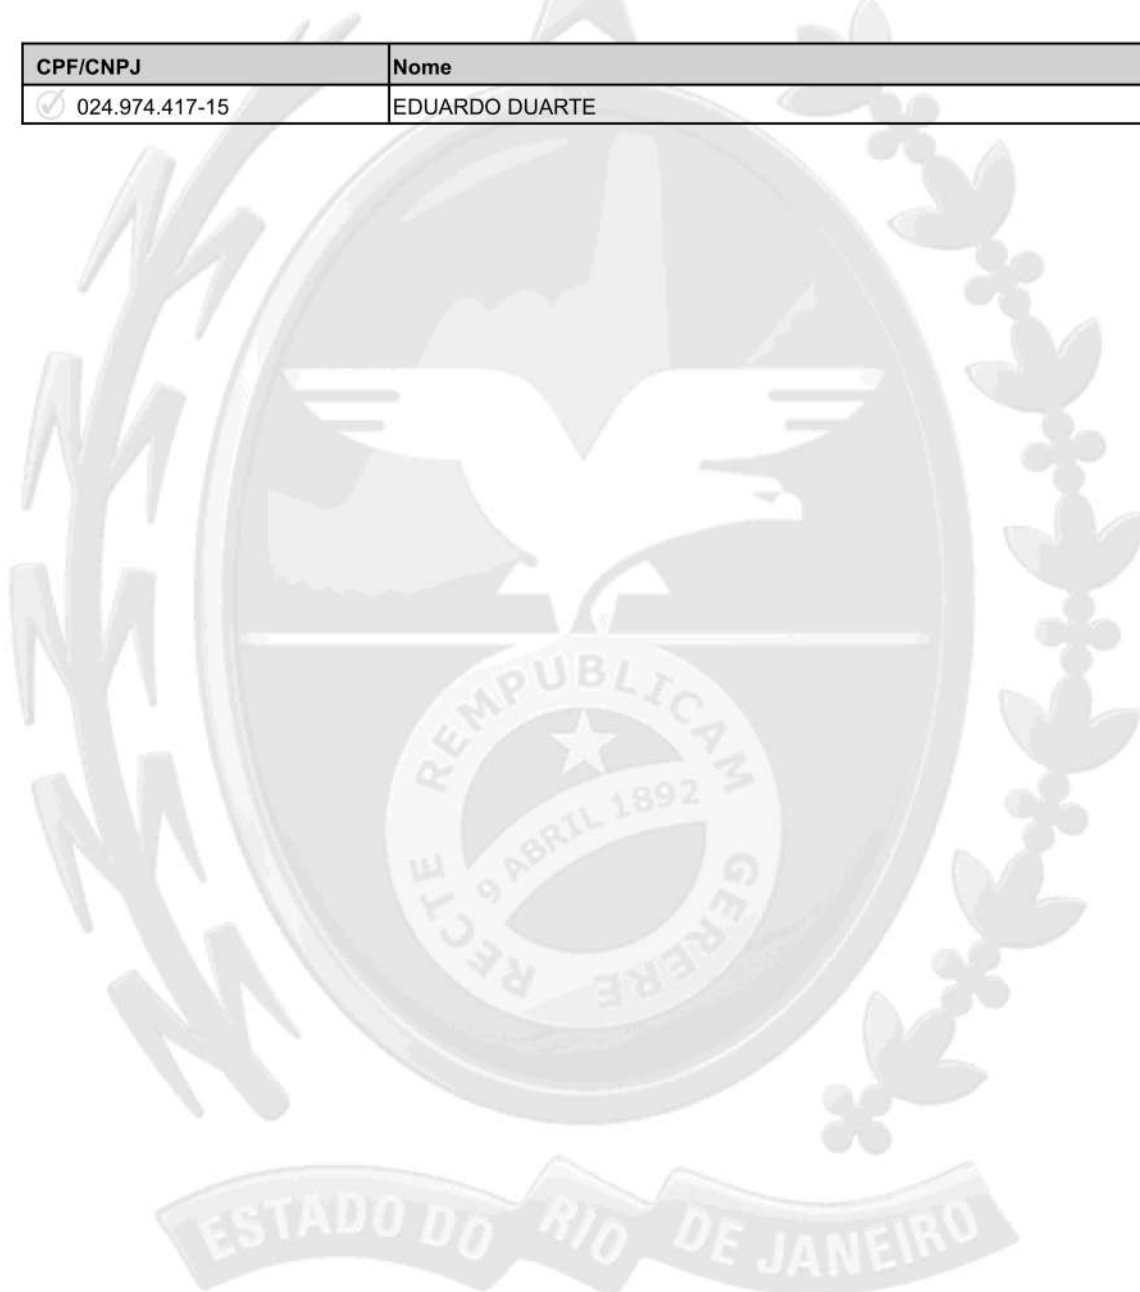 CPF/CNPJ Nome
024.974.417-15 EDUARDO DUARTE
RECTE REMPUBLICAM GERERE
9 ABRIL 1892
ESTADO DO RIO DE JANEIRO